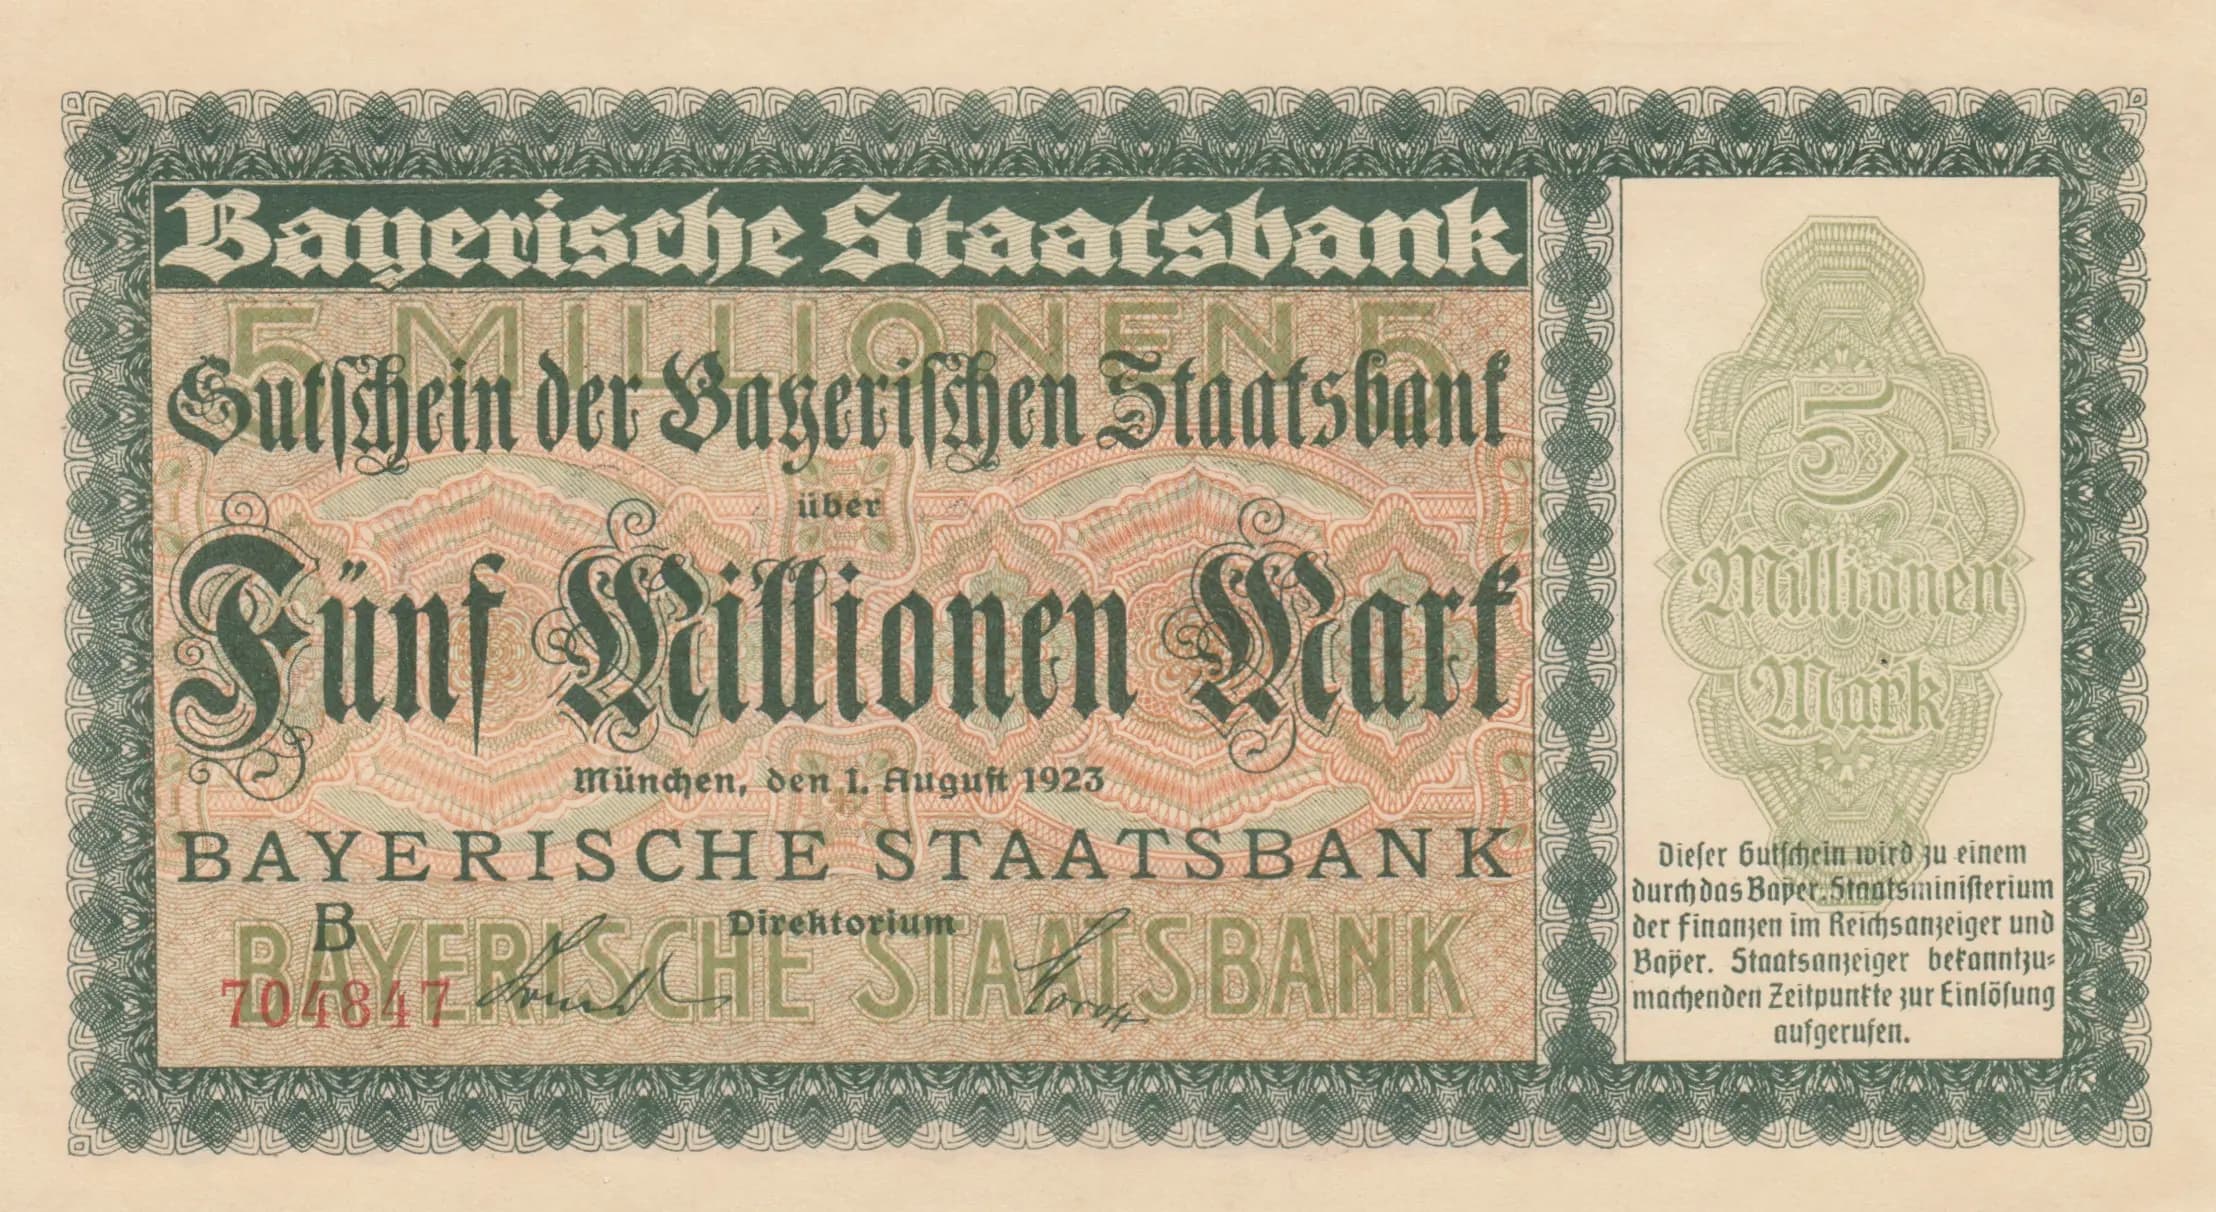 Bayerische Staatsbank
5 MILLIONEN 5
Gutschein der Bayerischen Staatsbank
über
Fünf Millionen Mark
München, den 1. August 1923
BAYERISCHE STAATSBANK
B
Direktorium
BAYERISCHE STAATSBANK
704847
5
Millionen
Mark
Dieser Gutschein wird zu einem
durch das Bayer. Staatsministerium
der Finanzen im Reichsanzeiger und
Bayer. Staatsanzeiger bekanntzu=
machenden Zeitpunkte zur Einlösung
aufgerufen.